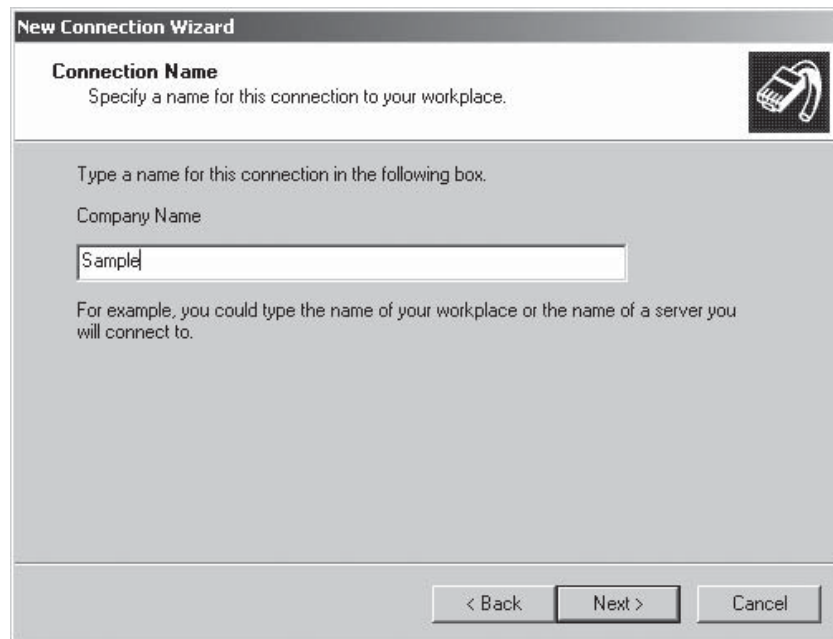 New Connection Wizard
Connection Name
Specify a name for this connection to your workplace.
Type a name for this connection in the following box.
Company Name
Sample
For example, you could type the name of your workplace or the name of a server you
will connect to.
< Back
Next >
Cancel